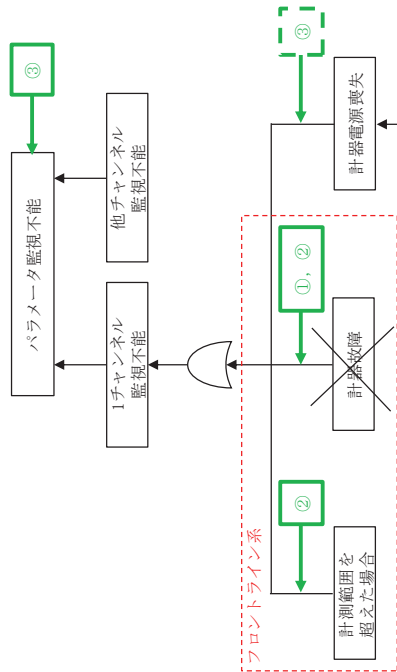 ③
パラメータ監視不能
1チャンネル
監視不能
他チャンネル
監視不能
フロントライン系
②
①，②
③
計測範囲を
超えた場合
計器故障
計器電源喪失